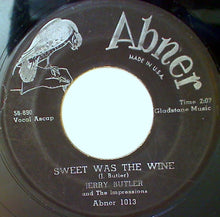 Abner
MADE IN U.S.A.
58-880
Vocal Ascap
Time 2:07
Gladstone Music
SWEET WAS THE WINE
(J. Butler)
JERRY BUTLER
and The Impressions
Abner 1013